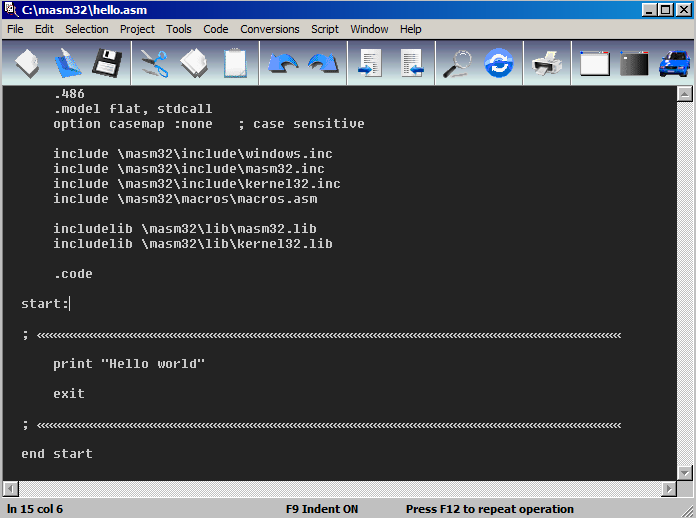 C:\masm32\hello.asm
File Edit Selection Project Tools Code Conversions Script Window Help
.486
.model flat, stdcall
option casemap :none   ; case sensitive
include \masm32\include\windows.inc
include \masm32\include\masm32.inc
include \masm32\include\kernel32.inc
include \masm32\macros\macros.asm
includelib \masm32\lib\masm32.lib
includelib \masm32\lib\kernel32.lib
.code
start:
; «««««««««««««««««««««««««««««««««««««««««««««««««««««««««««««««««««««««««
print "Hello world"
exit
; «««««««««««««««««««««««««««««««««««««««««««««««««««««««««««««««««««««««««
end start
ln 15 col 6 F9 Indent ON Press F12 to repeat operation